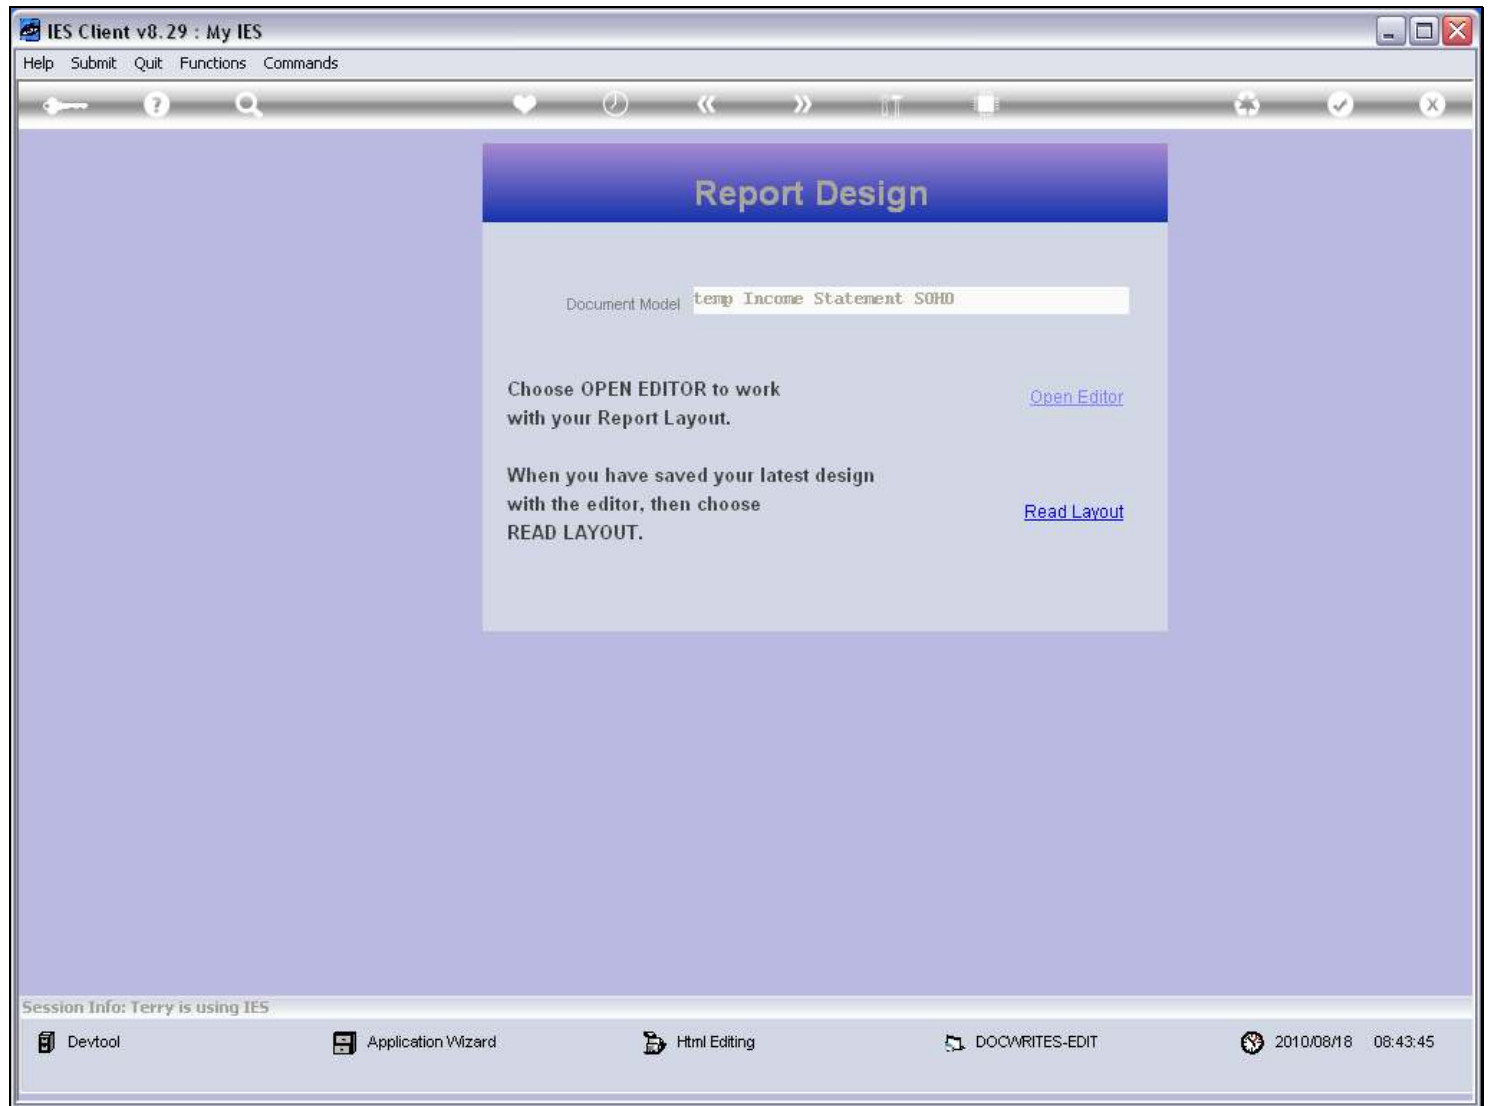 IES Client v8.29 : My IES
Help Submit Quit Functions Commands
Report Design
Document Model temp Income Statement SOHO
Choose OPEN EDITOR to work
with your Report Layout.
Open Editor
When you have saved your latest design
with the editor, then choose
READ LAYOUT.
Read Layout
Session Info: Terry is using IES
Devtool Application Wizard Html Editing DOCWRITES-EDIT 2010/08/18 08:43:45